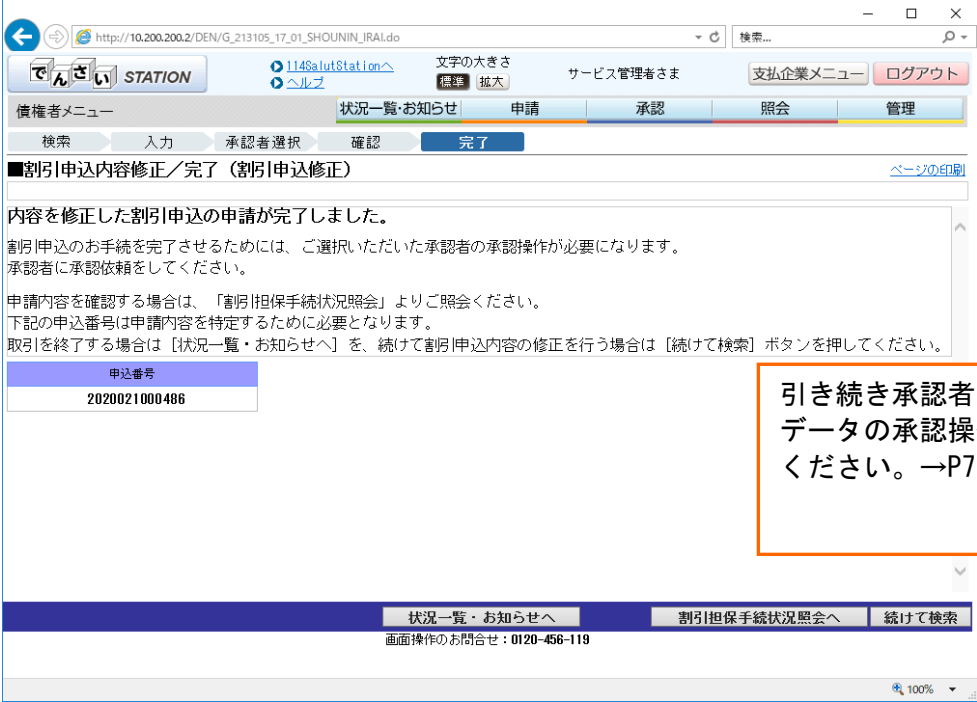 http://10.200.200.2/DEN/G_213105_17_01_SHOUNIN_IRAI.do
検索...
でんさい STATION
114SalutStationへ
ヘルプ
文字の大きさ
標準 拡大
サービス管理者さま
支払企業メニュー
ログアウト
債権者メニュー
状況一覧・お知らせ 申請 承認 照会 管理
検索 入力 承認者選択 確認 完了
■割引申込内容修正／完了（割引申込修正）
ページの印刷
内容を修正した割引申込の申請が完了しました。
割引申込のお手続を完了させるためには、ご選択いただいた承認者の承認操作が必要になります。
承認者に承認依頼をしてください。
申請内容を確認する場合は、「割引担保手続状況照会」よりご照会ください。
下記の申込番号は申請内容を特定するために必要となります。
取引を終了する場合は［状況一覧・お知らせへ］を、続けて割引申込内容の修正を行う場合は［続けて検索］ボタンを押してください。
申込番号
2020021000486
引き続き承認者
データの承認操
ください。→P7
状況一覧・お知らせへ 割引担保手続状況照会へ 続けて検索
画面操作のお問合せ：0120-456-119
100%